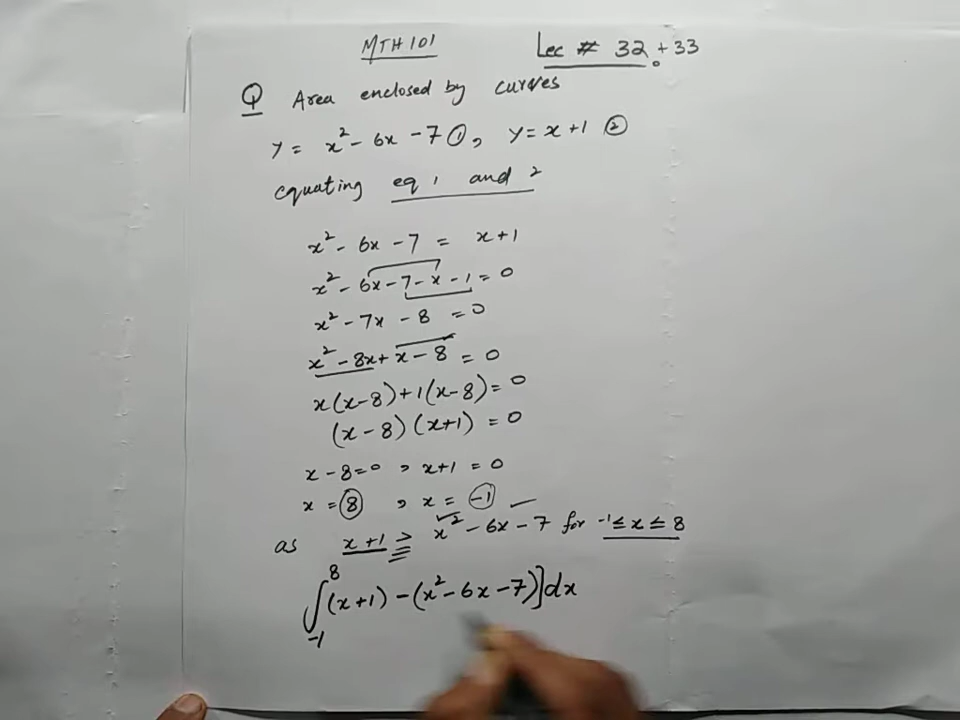 MTH101 Lec # 32 + 33
Q Area enclosed by curves
y = x² - 6x - 7 ①, y = x + 1 ②
equating eq 1 and 2
x² - 6x - 7 = x + 1
x² - 6x - 7 - x - 1 = 0
x² - 7x - 8 = 0
x² - 8x + x - 8 = 0
x(x-8) + 1(x-8) = 0
(x-8)(x+1) = 0
x - 8 = 0 , x + 1 = 0
x = 8 , x = -1
as x+1 ≥ x² - 6x - 7 for -1 ≤ x ≤ 8
∫₋₁⁸ (x+1) - (x² - 6x - 7)] dx